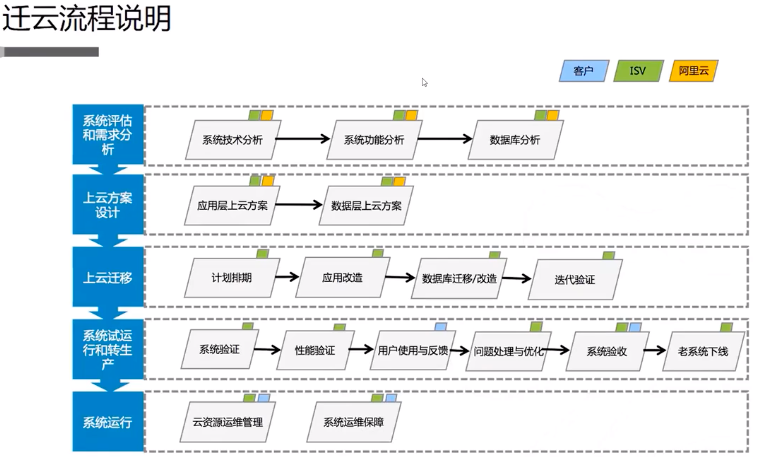 迁云流程说明
客户
ISV
阿里云
系统评估
和需求分
析
系统技术分析
系统功能分析
数据库分析
上云方案
设计
应用层上云方案
数据层上云方案
上云迁移
计划排期
应用改造
数据库迁移/改造
迭代验证
系统试运
行和转生
产
系统验证
性能验证
用户使用与反馈
问题处理与优化
系统验收
老系统下线
系统运行
云资源运维管理
系统运维保障